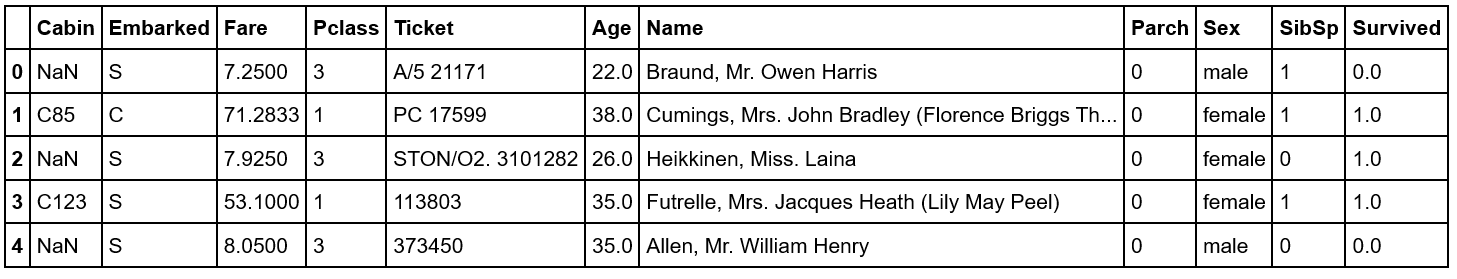 Cabin Embarked Fare Pclass Ticket Age Name Parch Sex SibSp Survived
0 NaN S 7.2500 3 A/5 21171 22.0 Braund, Mr. Owen Harris 0 male 1 0.0
1 C85 C 71.2833 1 PC 17599 38.0 Cumings, Mrs. John Bradley (Florence Briggs Th... 0 female 1 1.0
2 NaN S 7.9250 3 STON/O2. 3101282 26.0 Heikkinen, Miss. Laina 0 female 0 1.0
3 C123 S 53.1000 1 113803 35.0 Futrelle, Mrs. Jacques Heath (Lily May Peel) 0 female 1 1.0
4 NaN S 8.0500 3 373450 35.0 Allen, Mr. William Henry 0 male 0 0.0